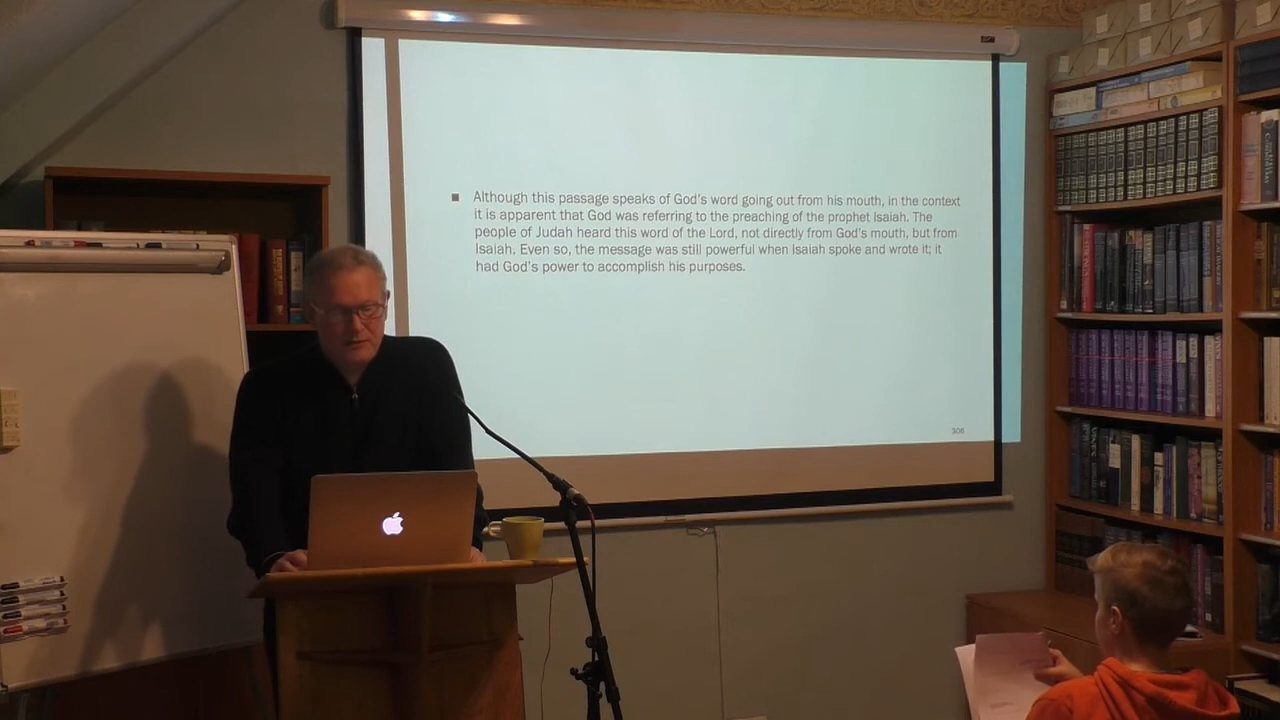 Although this passage speaks of God's word going out from his mouth, in the context
it is apparent that God was referring to the preaching of the prophet Isaiah. The
people of Judah heard this word of the Lord, not directly from God's mouth, but from
Isaiah. Even so, the message was still powerful when Isaiah spoke and wrote it; it
had God's power to accomplish his purposes.
306